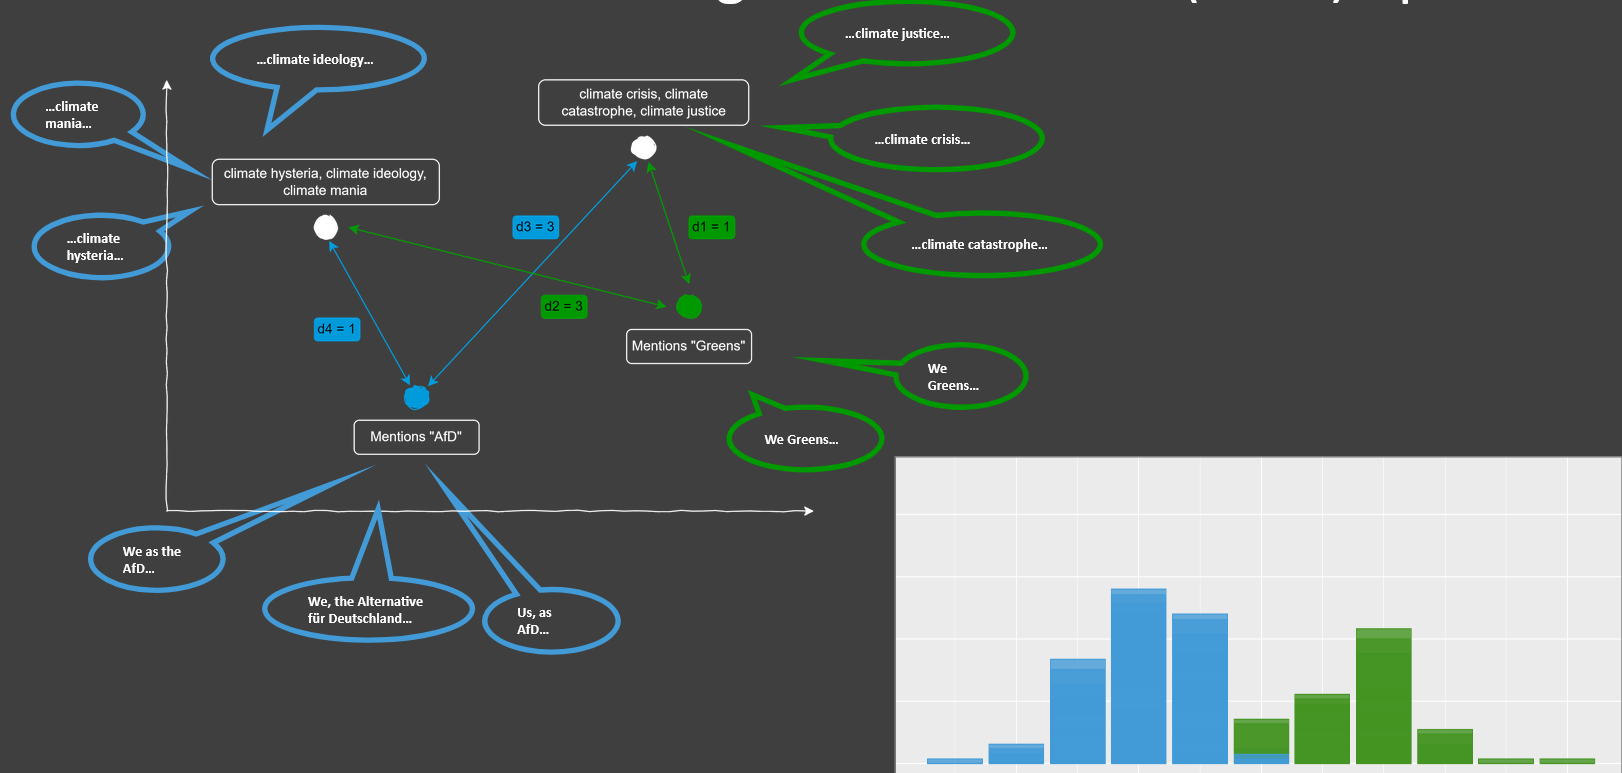 ...climate justice...
...climate ideology...
...climate
mania...
climate crisis, climate
catastrophe, climate justice
...climate crisis...
climate hysteria, climate ideology,
climate mania
...climate
hysteria...
d3 = 3
d1 = 1
...climate catastrophe...
d2 = 3
d4 = 1
Mentions "Greens"
We
Greens...
Mentions "AfD"
We Greens...
We as the
AfD...
We, the Alternative
für Deutschland...
Us, as
AfD...